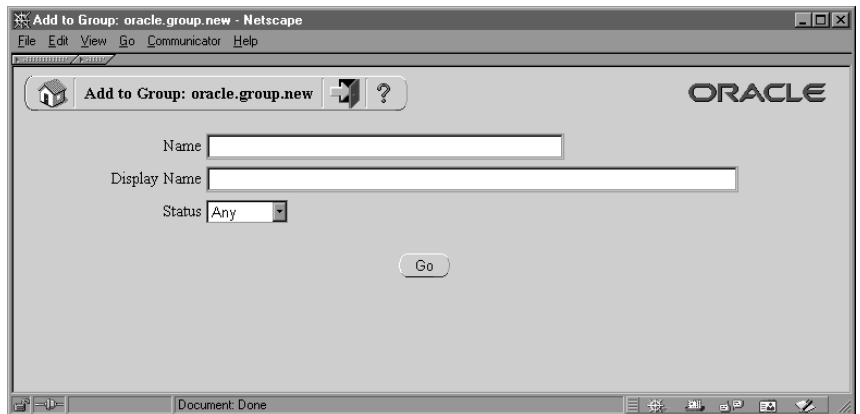 Add to Group: oracle.group.new - Netscape
File Edit View Go Communicator Help
Add to Group: oracle.group.new ?
ORACLE
Name
Display Name
Status Any
Go
Document: Done